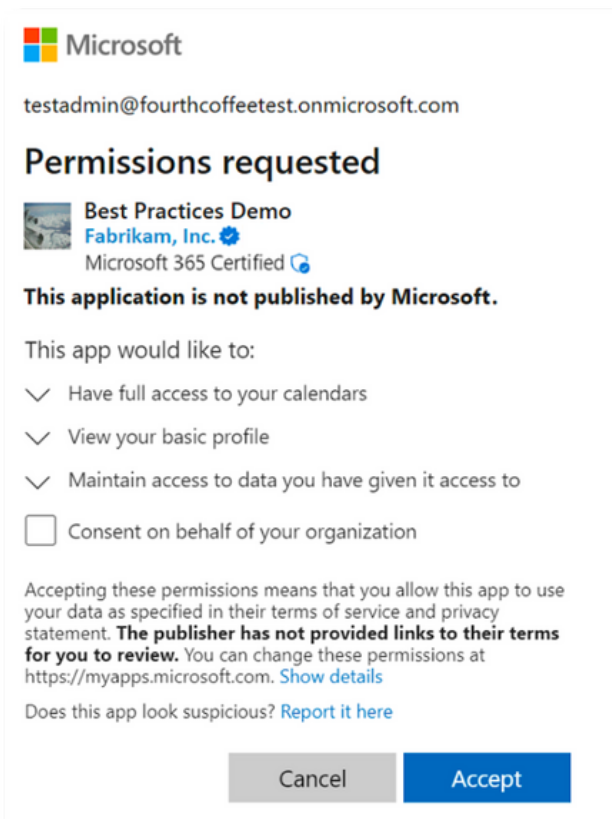 Microsoft
testadmin@fourthcoffeetest.onmicrosoft.com
Permissions requested
Best Practices Demo
Fabrikam, Inc.
Microsoft 365 Certified
This application is not published by Microsoft.
This app would like to:
Have full access to your calendars
View your basic profile
Maintain access to data you have given it access to
Consent on behalf of your organization
Accepting these permissions means that you allow this app to use
your data as specified in their terms of service and privacy
statement. The publisher has not provided links to their terms
for you to review. You can change these permissions at
https://myapps.microsoft.com. Show details
Does this app look suspicious? Report it here
Cancel Accept